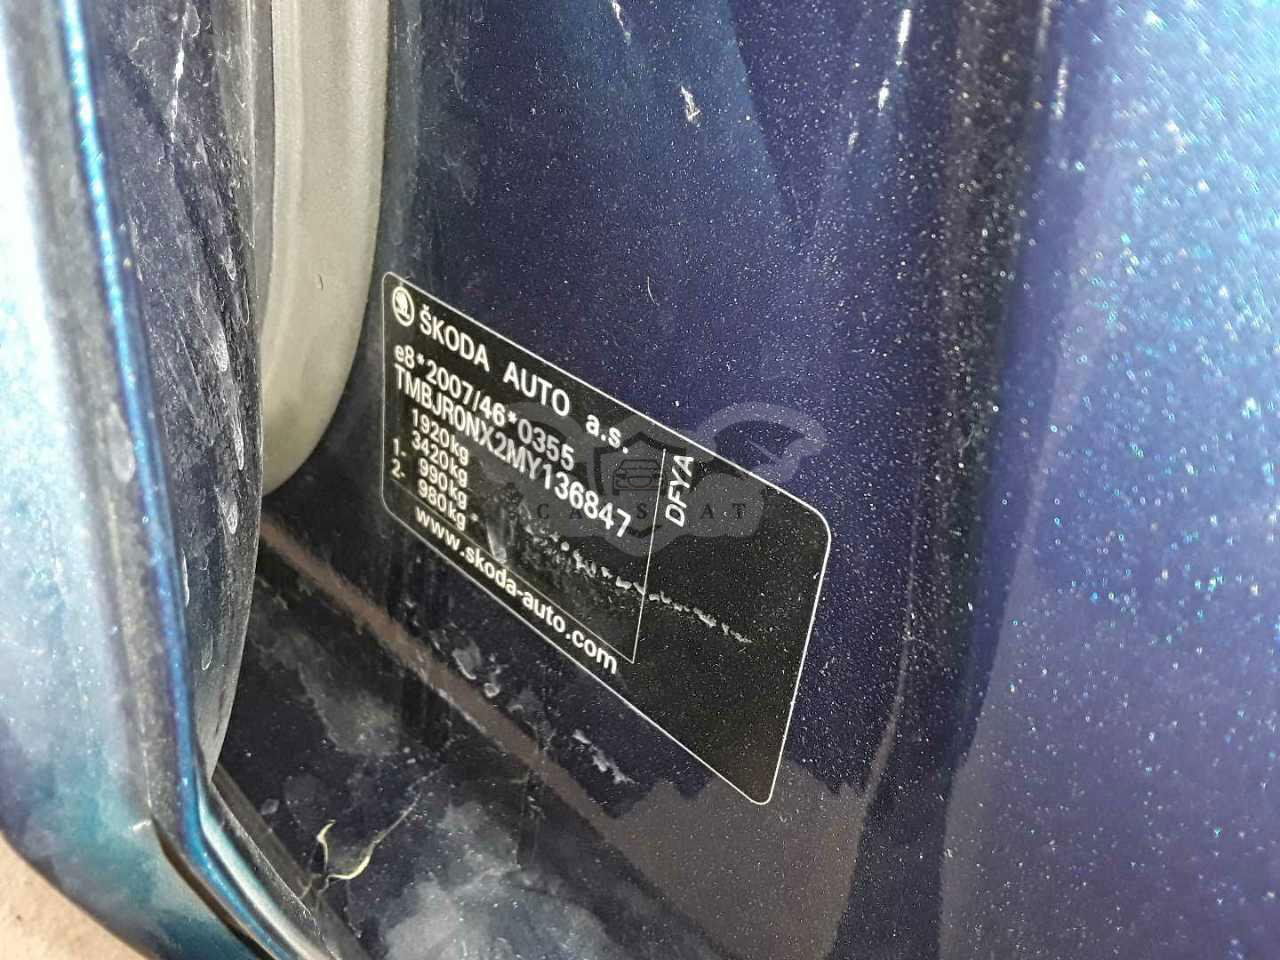 ŠKODA AUTO a.s.
e8*2007/46*0355
TMBJR0NX2MY136847
1920kg
3420kg
1- 990kg
2- 980kg
www.skoda-auto.com
DFYA